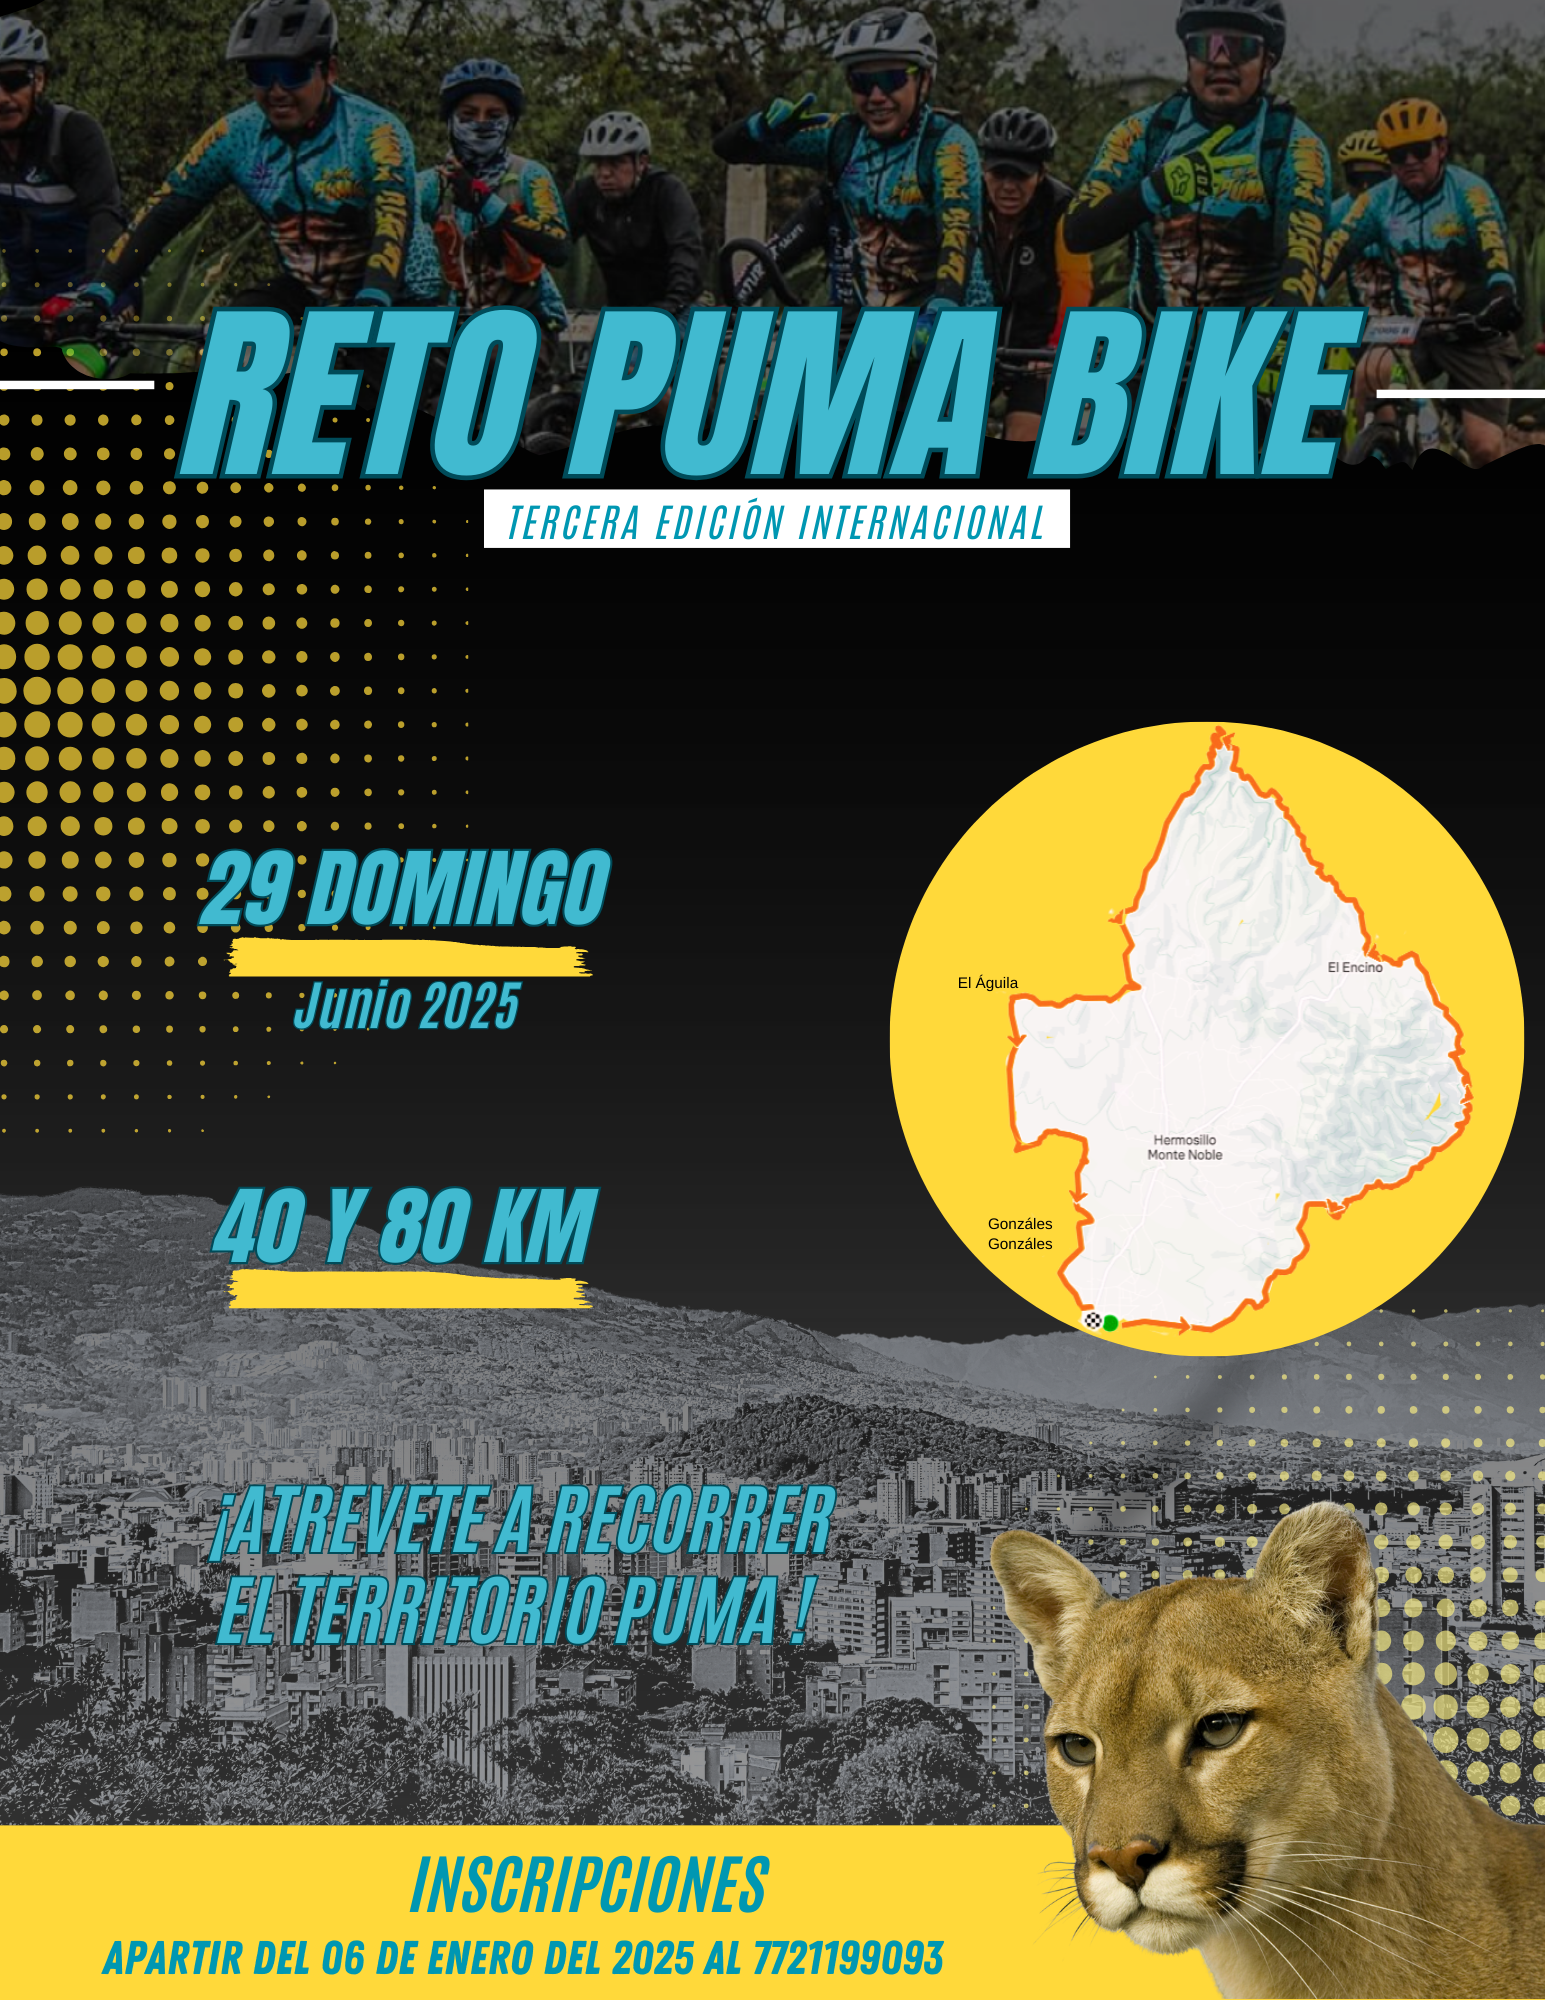 RETO PUMA BIKE
TERCERA EDICIÓN INTERNACIONAL
29 DOMINGO
Junio 2025
El Águila
El Encino
Hermosillo
Monte Noble
40 Y 80 KM
Gonzáles
Gonzáles
¡ATREVETE A RECORRER
EL TERRITORIO PUMA !
INSCRIPCIONES
APARTIR DEL 06 DE ENERO DEL 2025 AL 7721199093